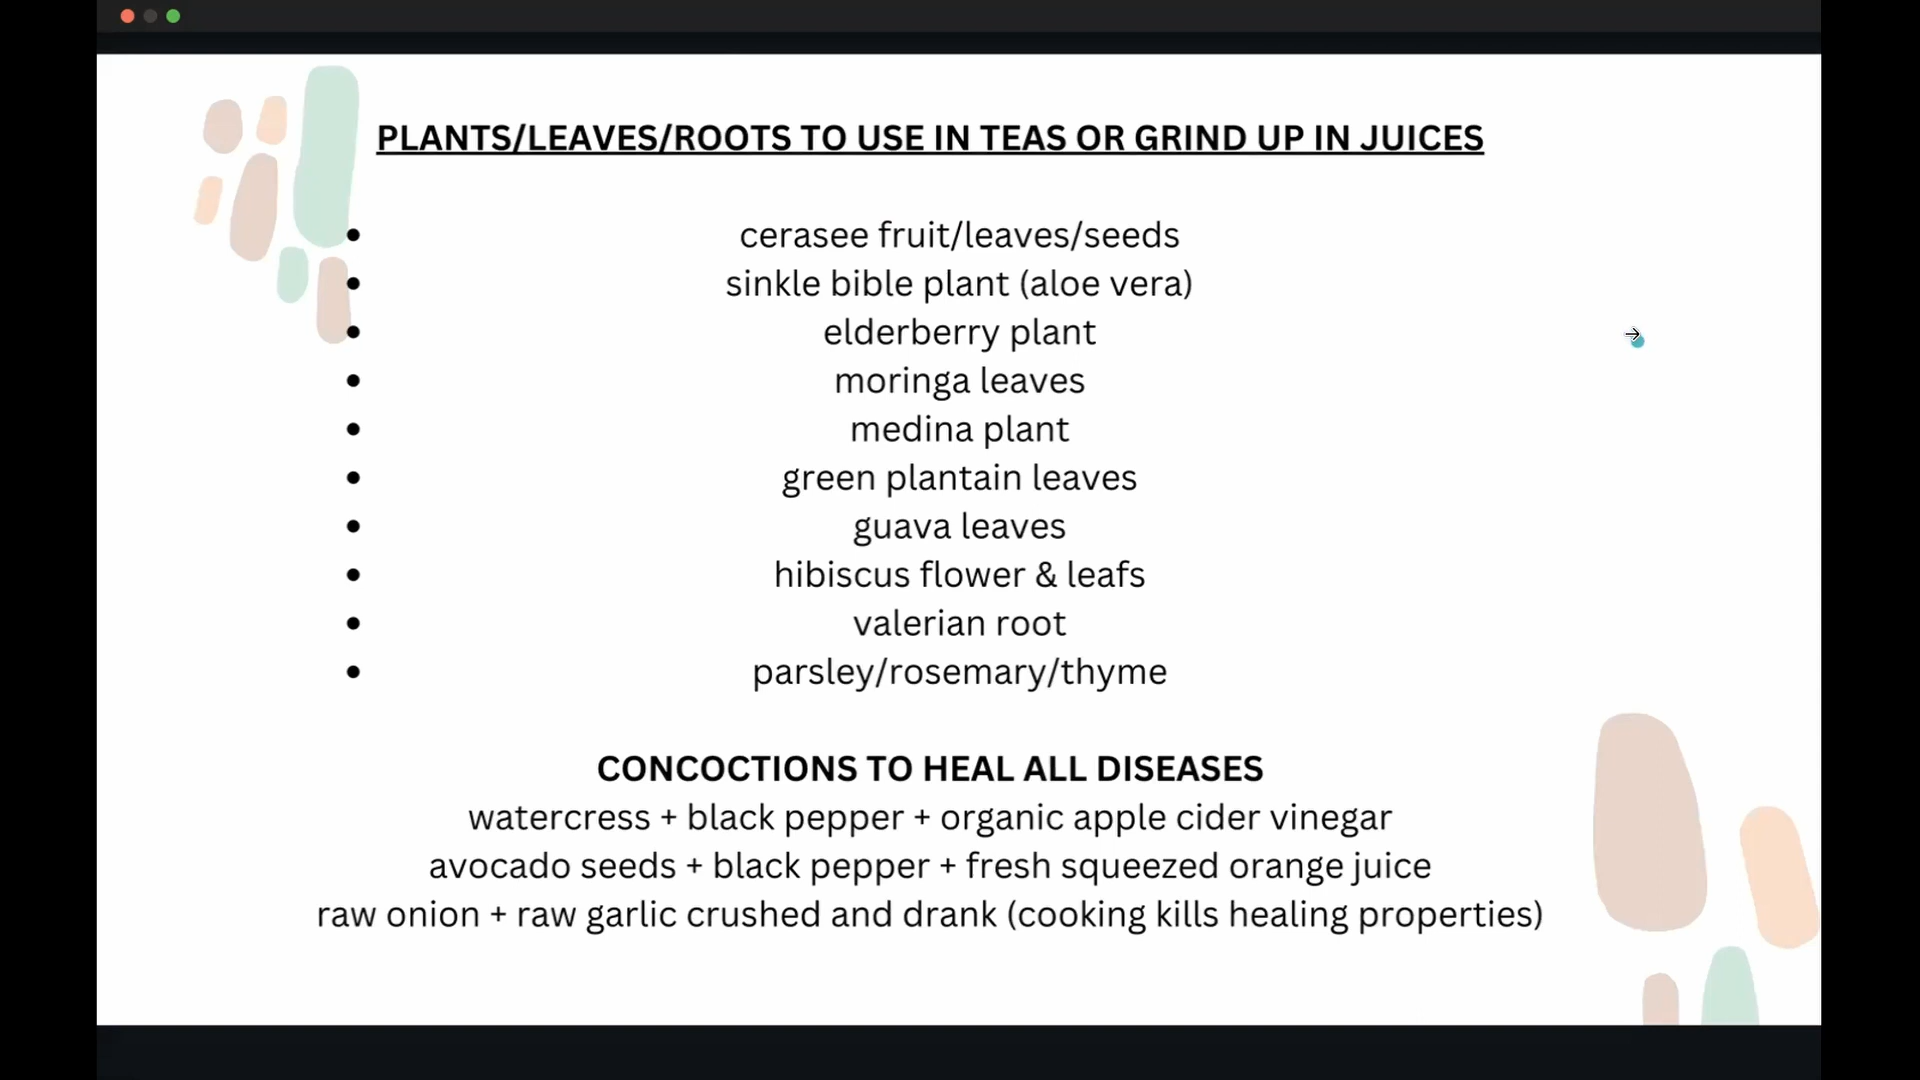 PLANTS/LEAVES/ROOTS TO USE IN TEAS OR GRIND UP IN JUICES
• cerasee fruit/leaves/seeds
• sinkle bible plant (aloe vera)
• elderberry plant
• moringa leaves
• medina plant
• green plantain leaves
• guava leaves
• hibiscus flower & leafs
• valerian root
• parsley/rosemary/thyme
CONCOCTIONS TO HEAL ALL DISEASES
watercress + black pepper + organic apple cider vinegar
avocado seeds + black pepper + fresh squeezed orange juice
raw onion + raw garlic crushed and drank (cooking kills healing properties)